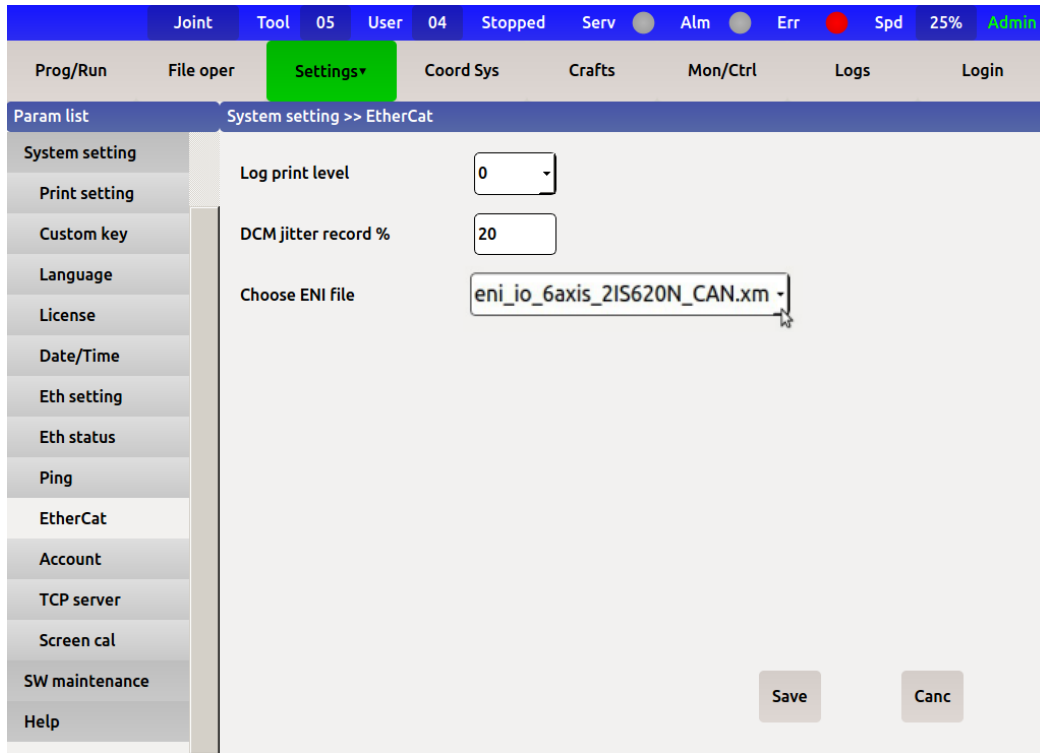 Joint Tool 05 User 04 Stopped Serv Alm Err Spd 25% Admin
Prog/Run File oper Settings▾ Coord Sys Crafts Mon/Ctrl Logs Login
Param list
System setting >> EtherCat
System setting
Print setting
Custom key
Language
License
Date/Time
Eth setting
Eth status
Ping
EtherCat
Account
TCP server
Screen cal
SW maintenance
Help
Log print level 0
DCM jitter record % 20
Choose ENI file eni_io_6axis_2IS620N_CAN.xm
Save Canc